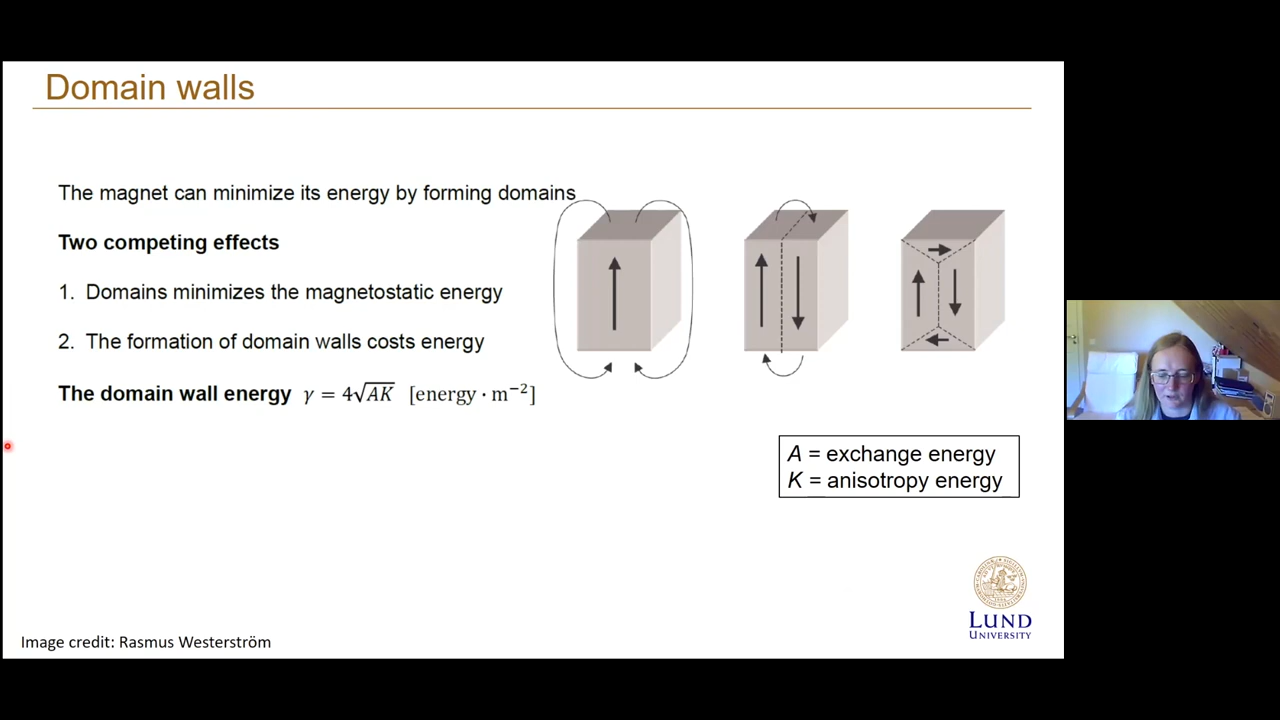 Domain walls
The magnet can minimize its energy by forming domains
Two competing effects
1. Domains minimizes the magnetostatic energy
2. The formation of domain walls costs energy
The domain wall energy γ = 4√AK [energy · m⁻²]
A = exchange energy
K = anisotropy energy
LUND
UNIVERSITY
Image credit: Rasmus Westerström